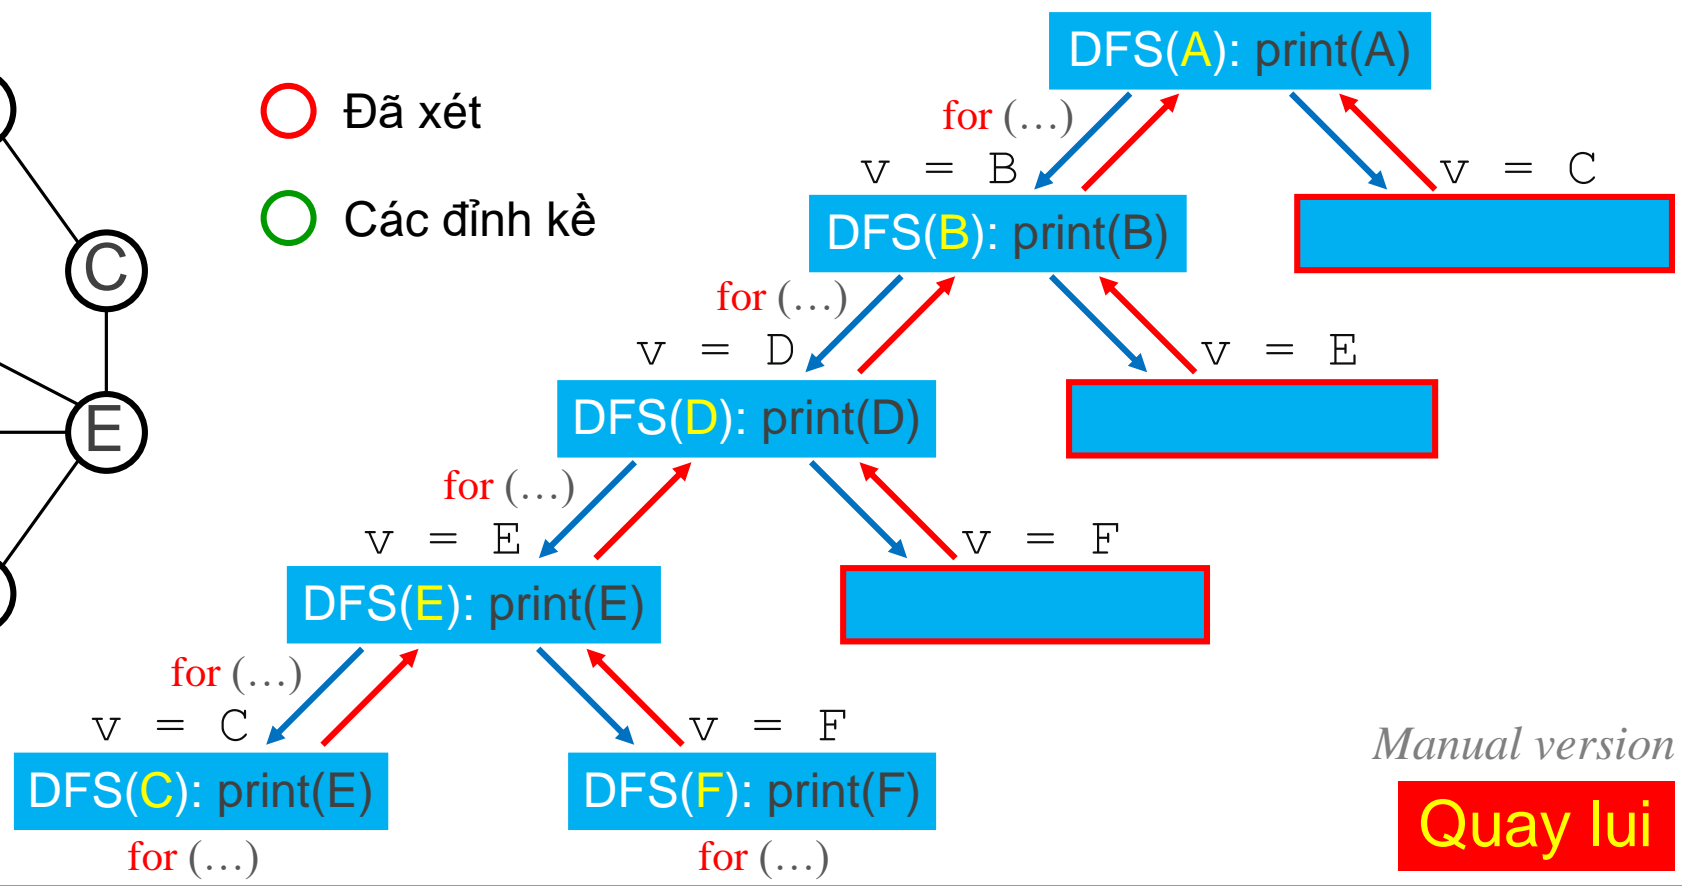 DFS(A): print(A)
Đã xét
for (…)
v = B
v = C
Các đỉnh kề
DFS(B): print(B)
C
for (…)
v = D
v = E
DFS(D): print(D)
E
for (…)
v = E
v = F
DFS(E): print(E)
for (…)
v = C
v = F
Manual version
DFS(C): print(E)
DFS(F): print(F)
Quay lui
for (…)
for (…)